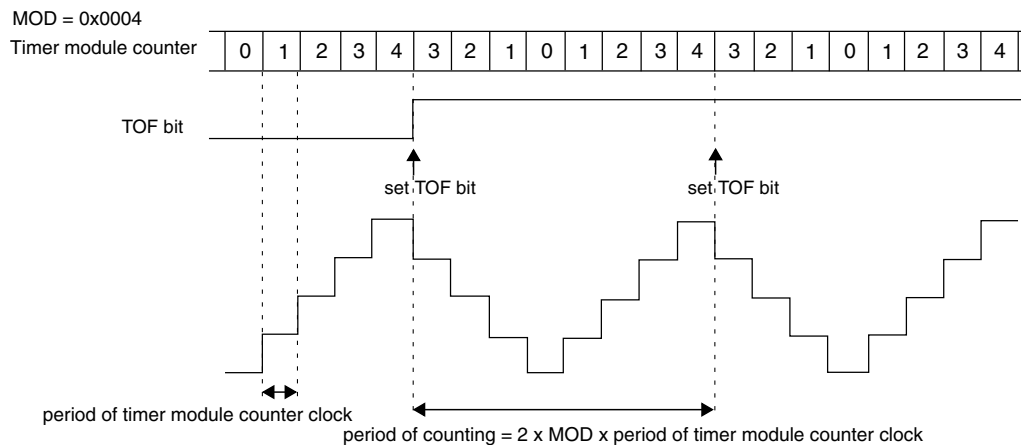 MOD = 0x0004
Timer module counter 0 1 2 3 4 3 2 1 0 1 2 3 4 3 2 1 0 1 2 3 4
TOF bit
set TOF bit set TOF bit
period of timer module counter clock
period of counting = 2 x MOD x period of timer module counter clock